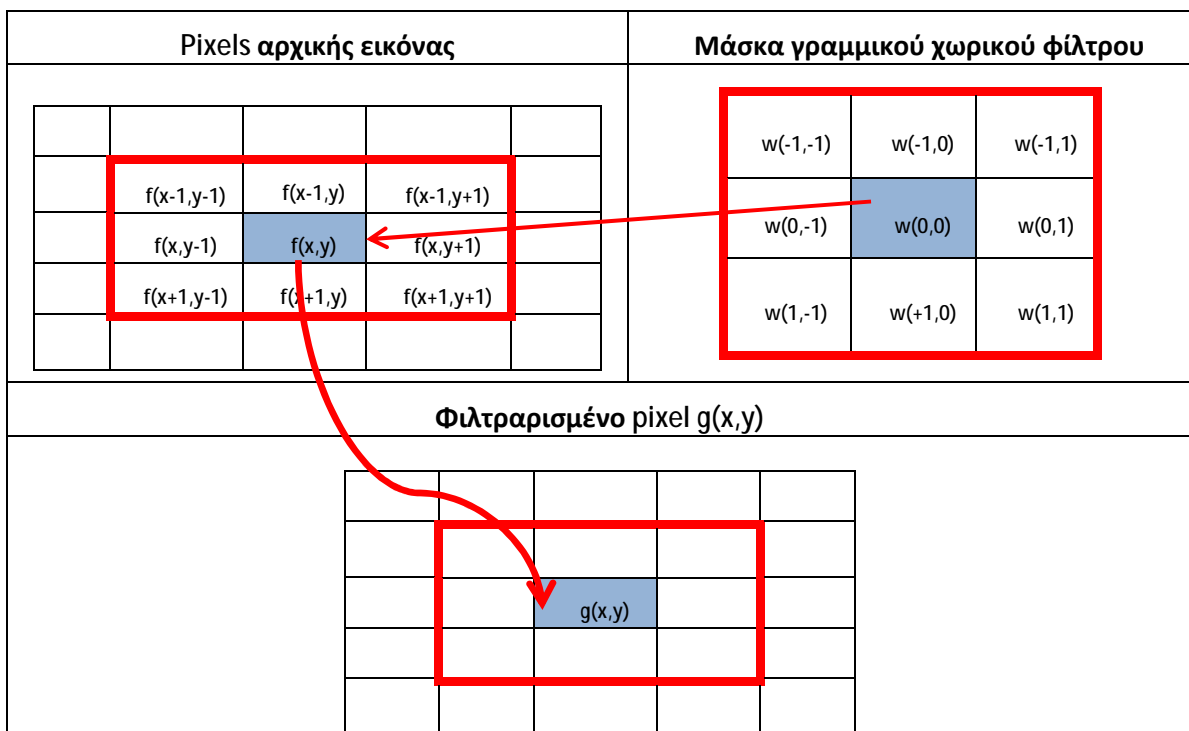 Pixels αρχικής εικόνας
Μάσκα γραμμικού χωρικού φίλτρου
f(x-1,y-1) f(x-1,y) f(x-1,y+1)
f(x,y-1) f(x,y) f(x,y+1)
f(x+1,y-1) f(x+1,y) f(x+1,y+1)
w(-1,-1) w(-1,0) w(-1,1)
w(0,-1) w(0,0) w(0,1)
w(1,-1) w(+1,0) w(1,1)
Φιλτραρισμένο pixel g(x,y)
g(x,y)